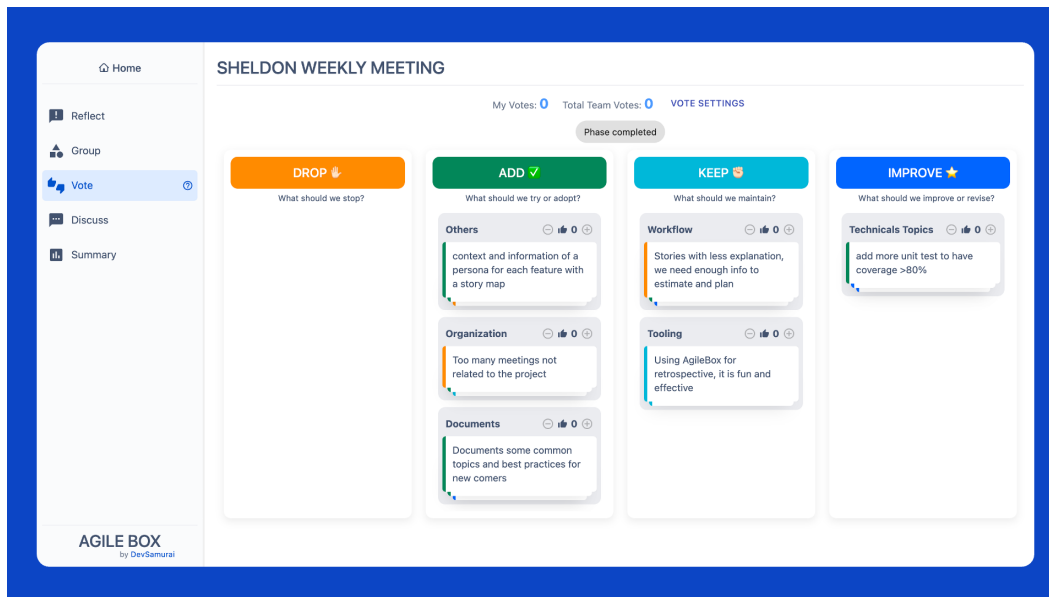 Home
Reflect
Group
Vote
Discuss
Summary
AGILE BOX
by DevSamurai
SHELDON WEEKLY MEETING
My Votes: 0 Total Team Votes: 0 VOTE SETTINGS
Phase completed
DROP ✋
What should we stop?
ADD ✅
What should we try or adopt?
Others 0
context and information of a
persona for each feature with
a story map
Organization 0
Too many meetings not
related to the project
Documents 0
Documents some common
topics and best practices for
new comers
KEEP ✊
What should we maintain?
Workflow 0
Stories with less explanation,
we need enough info to
estimate and plan
Tooling 0
Using AgileBox for
retrospective, it is fun and
effective
IMPROVE ⭐
What should we improve or revise?
Technicals Topics 0
add more unit test to have
coverage >80%